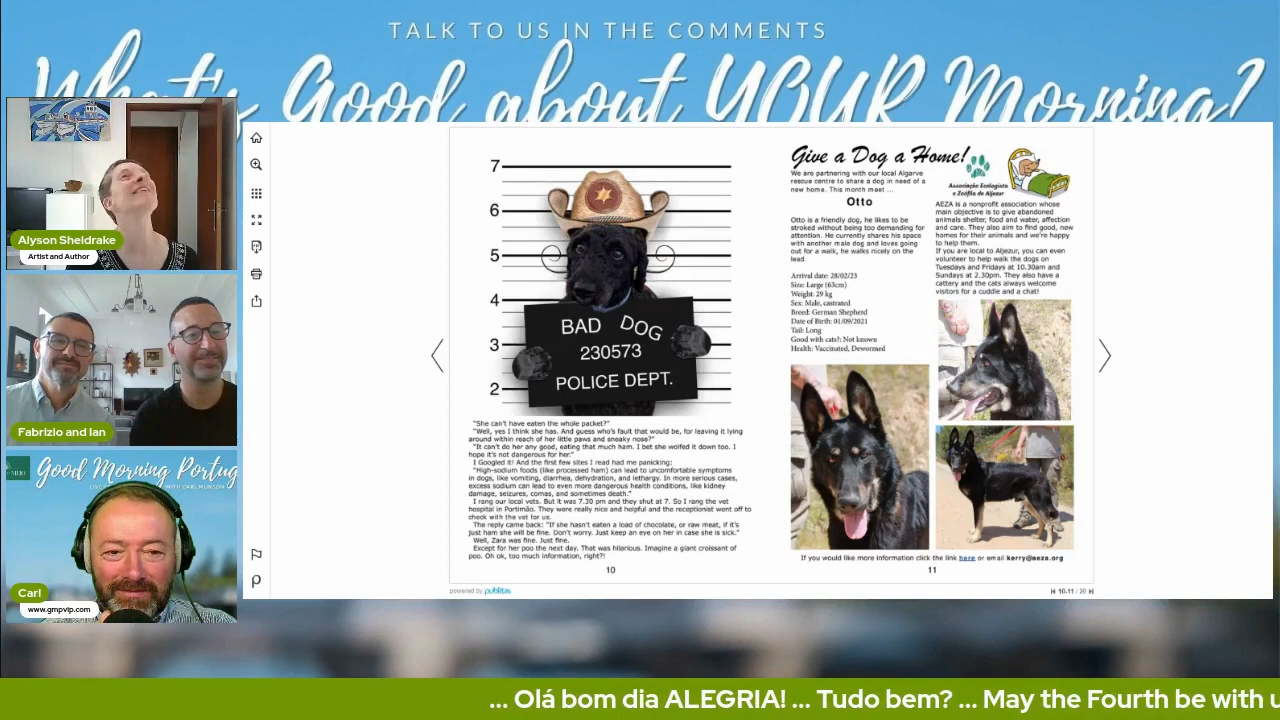 TALK TO US IN THE COMMENTS
What's Good about YOUR Morning?
Alyson Sheldrake
Artist and Author
Fabrizio and Ian
Good Morning Portug
WITH CARL MUNSON
Carl
www.gmpvip.com
7
6
5
4
3
2
BAD DOG
230573
POLICE DEPT.
"She can't have eaten the whole packet?"
"Well, yes I think she has. And guess who's fault that would be, for leaving it lying
around within reach of her little paws and sneaky nose?"
"It can't do her any good, eating that much ham. I bet she wolfed it down too. I
hope it's not dangerous for her."
I Googled it! And the first few sites I read had me panicking:
"High-sodium foods (like processed ham) can lead to uncomfortable symptoms
in dogs, like vomiting, diarrhea, dehydration, and lethargy. In more serious cases,
excess sodium can lead to even more dangerous health conditions, like kidney
damage, seizures, comas, and sometimes death."
I rang our local vets. But it was 7.30 pm and they shut at 7. So I rang the vet
hospital in Portimão. They were really nice and helpful and the receptionist went off to
check with the vet for us.
The reply came back: "If she hasn't eaten a load of chocolate, or raw meat, if it's
just ham she will be fine. Don't worry. Just keep an eye on her in case she is sick."
Well, Zara was fine. Just fine.
Except for her poo the next day. That was hilarious. Imagine a giant croissant of
poo. Oh ok, too much information, right?!
10
Give a Dog a Home!
We are partnering with our local Algarve
rescue centre to share a dog in need of a
new home. This month meet ...
Otto
Otto is a friendly dog, he likes to be
stroked without being too demanding for
attention. He currently shares his space
with another male dog and loves going
out for a walk, he walks nicely on the
lead.
Arrival date: 28/02/23
Size: Large (63cm)
Weight: 29 kg
Sex: Male, castrated
Breed: German Shepherd
Date of Birth: 01/09/2021
Tail: Long
Good with cats?: Not known
Health: Vaccinated, Dewormed
Associação Ecologista
e Zoófila de Aljezur
AEZA is a nonprofit association whose
main objective is to give abandoned
animals shelter, food and water, affection
and care. They also aim to find good, new
homes for their animals and we're happy
to help them.
If you are local to Aljezur, you can even
volunteer to help walk the dogs on
Tuesdays and Fridays at 10.30am and
Sundays at 2.30pm. They also have a
cattery and the cats always welcome
visitors for a cuddle and a chat!
If you would like more information click the link here or email kerry@aeza.org
11
powered by publitas
10-11 / 20
... Olá bom dia ALEGRIA! ... Tudo bem? ... May the Fourth be with u